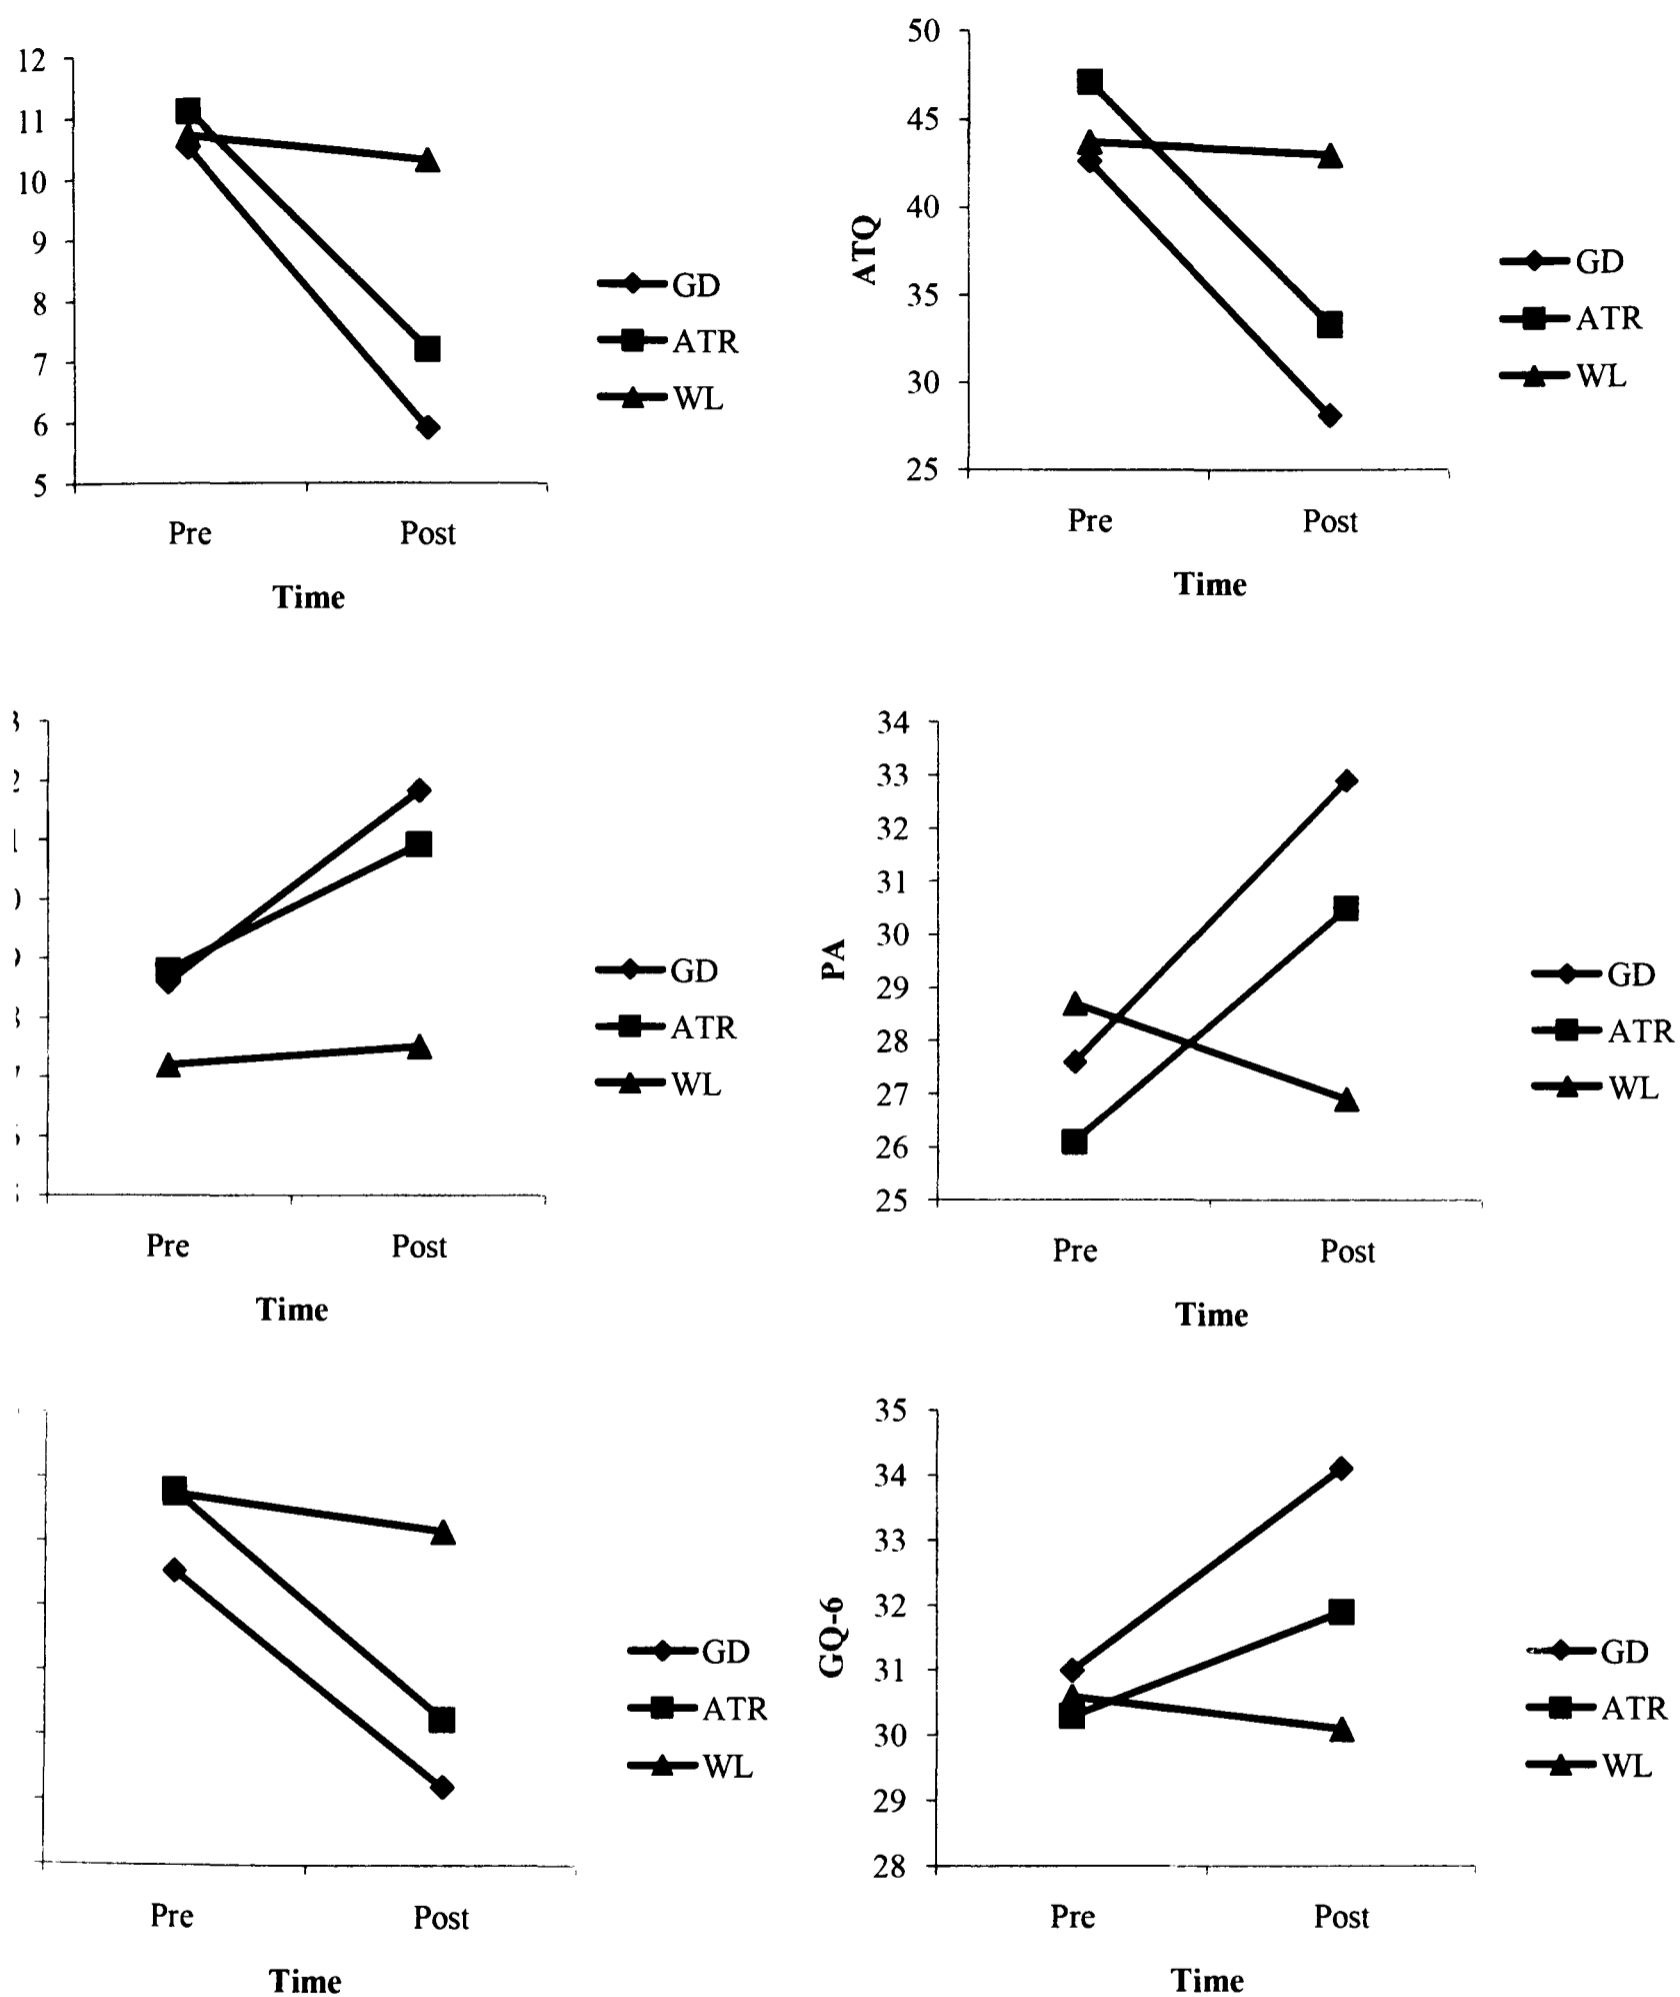 12
11
10
9
8
7
6
5
Pre Post
Time
GD
ATR
WL
50
45
40
35
30
25
ATQ
Pre Post
Time
GD
ATR
WL
Pre Post
Time
GD
ATR
WL
34
33
32
31
30
29
28
27
26
25
PA
Pre Post
Time
GD
ATR
WL
Pre Post
Time
GD
ATR
WL
35
34
33
32
31
30
29
28
GQ-6
Pre Post
Time
GD
ATR
WL